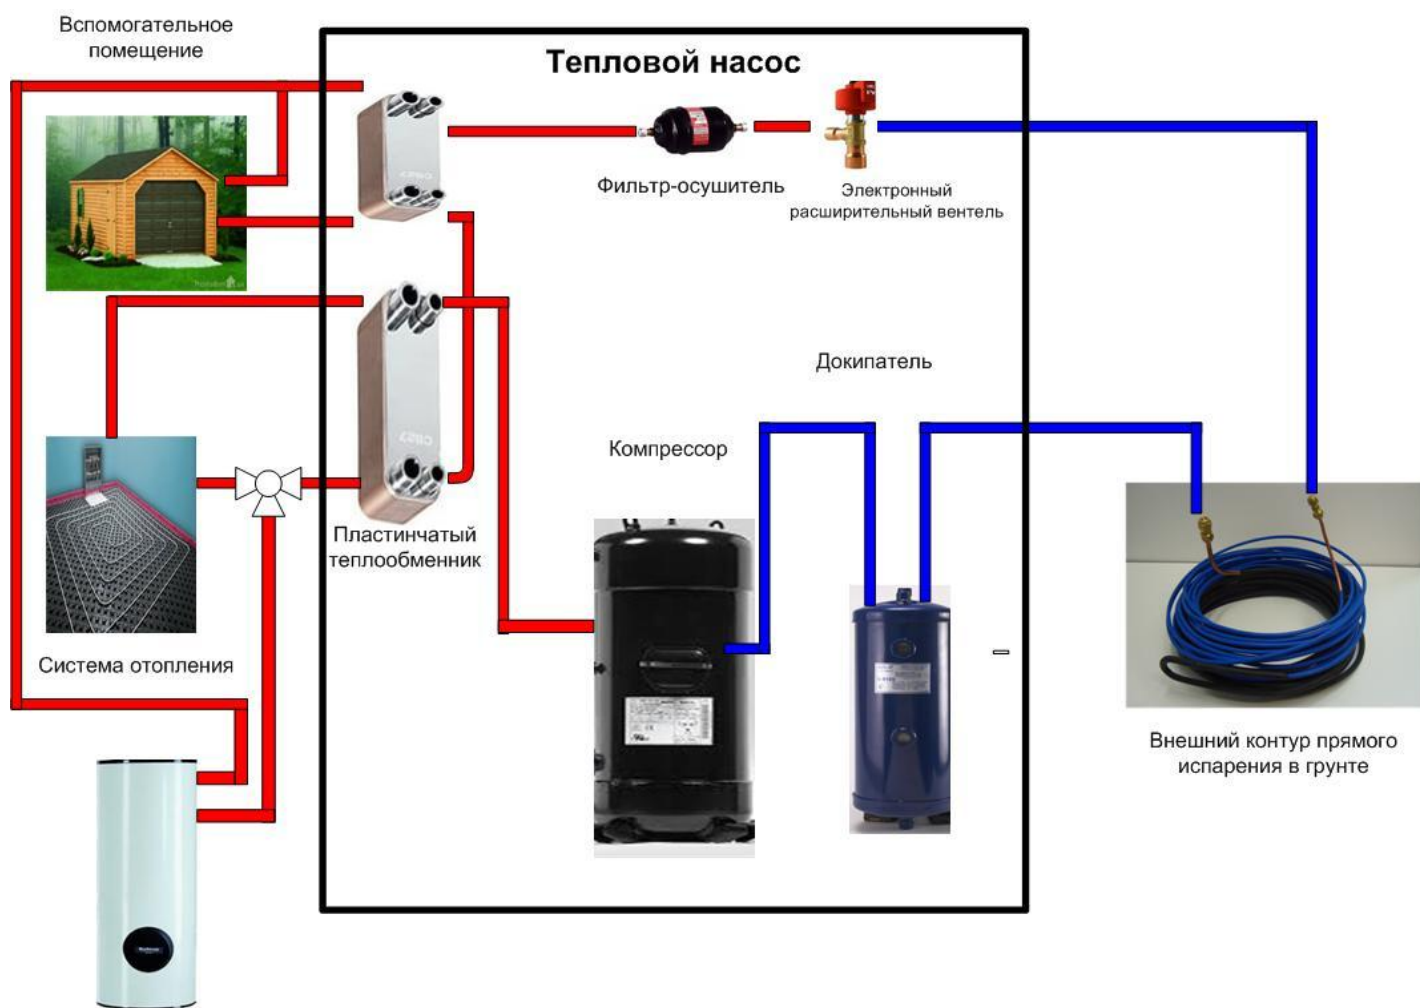 Вспомогательное
помещение
Тепловой насос
Фильтр-осушитель
Электронный
расширительный вентель
Докипатель
Компрессор
Пластинчатый
теплообменник
Система отопления
Внешний контур прямого
испарения в грунте